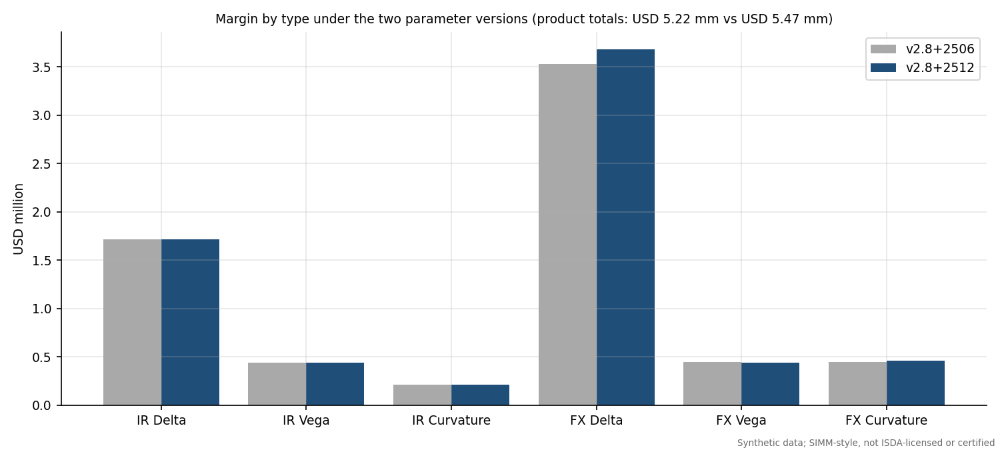 Margin by type under the two parameter versions (product totals: USD 5.22 mm vs USD 5.47 mm)
v2.8+2506
v2.8+2512
USD million
3.5
3.0
2.5
2.0
1.5
1.0
0.5
0.0
IR Delta
IR Vega
IR Curvature
FX Delta
FX Vega
FX Curvature
Synthetic data; SIMM-style, not ISDA-licensed or certified